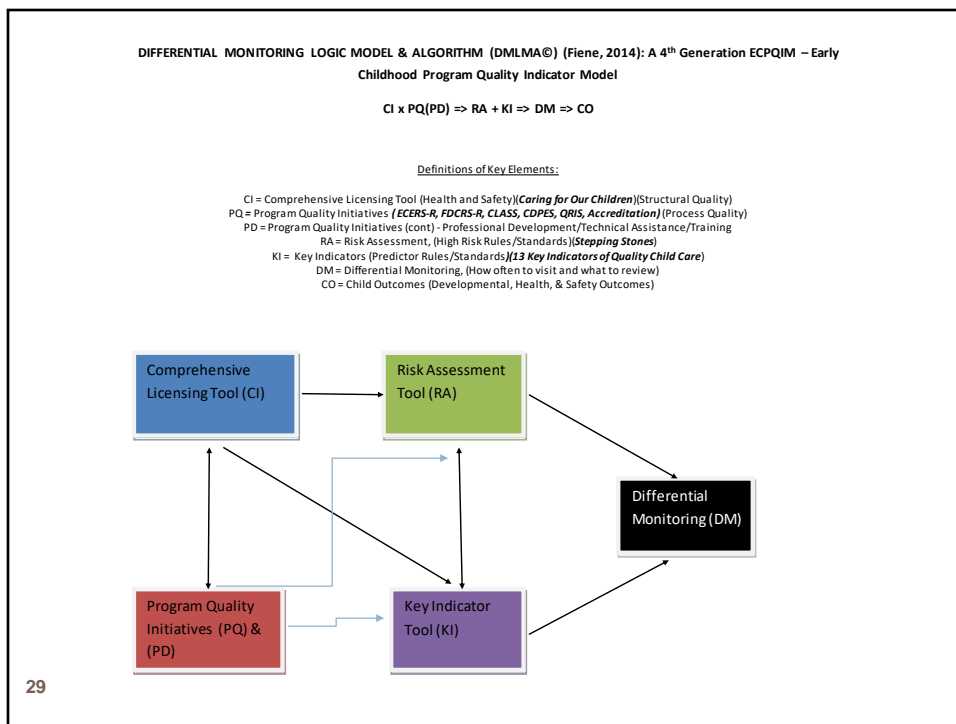 DIFFERENTIAL MONITORING LOGIC MODEL & ALGORITHM (DMLMA©) (Fiene, 2014): A 4th Generation ECPQIM – Early
Childhood Program Quality Indicator Model
CI x PQ(PD) => RA + KI => DM => CO
Definitions of Key Elements:
CI = Comprehensive Licensing Tool (Health and Safety)(Caring for Our Children)(Structural Quality)
PQ = Program Quality Initiatives ( ECERS-R, FDCRS-R, CLASS, CDPES, QRIS, Accreditation) (Process Quality)
PD = Program Quality Initiatives (cont) - Professional Development/Technical Assistance/Training
RA = Risk Assessment, (High Risk Rules/Standards)(Stepping Stones)
KI = Key Indicators (Predictor Rules/Standards)(13 Key Indicators of Quality Child Care)
DM = Differential Monitoring, (How often to visit and what to review)
CO = Child Outcomes (Developmental, Health, & Safety Outcomes)
Comprehensive
Licensing Tool (CI)
Risk Assessment
Tool (RA)
Differential
Monitoring (DM)
Program Quality
Initiatives (PQ) &
(PD)
Key Indicator
Tool (KI)
29